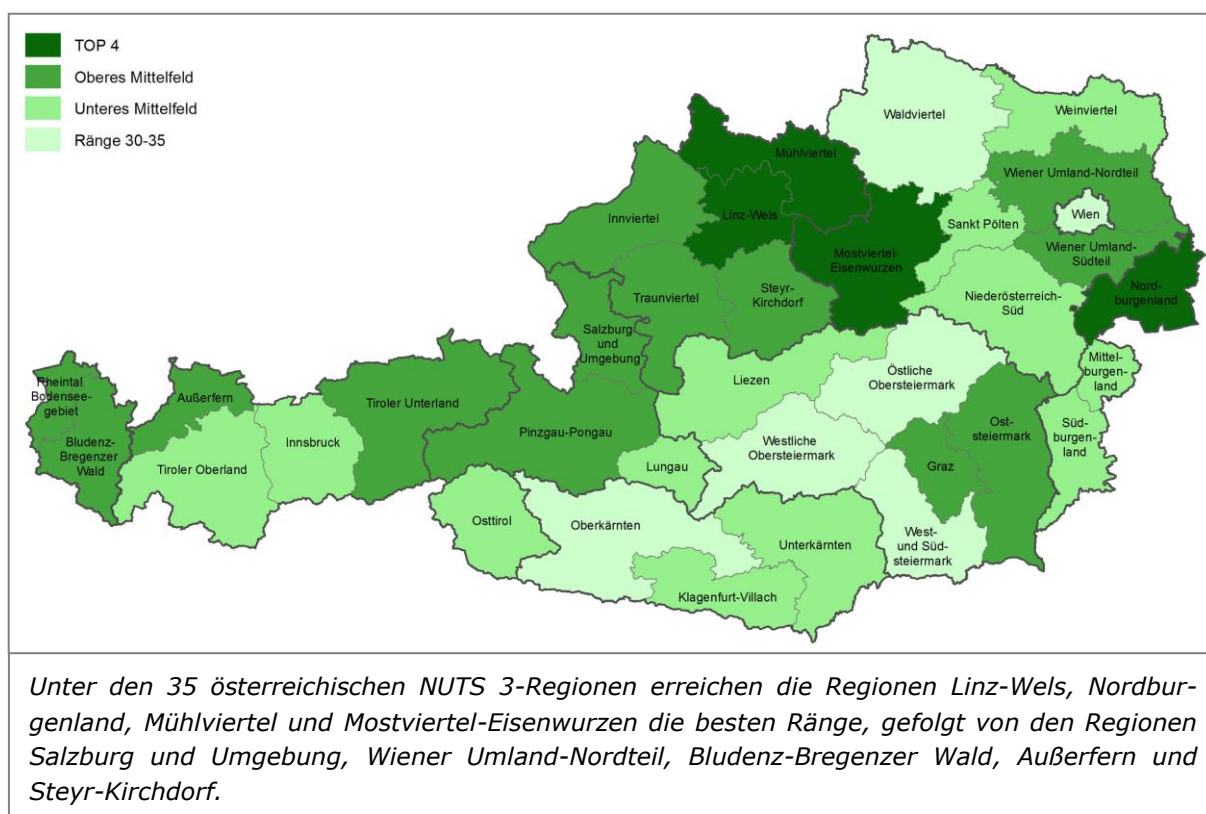 TOP 4
Oberes Mittelfeld
Unteres Mittelfeld
Ränge 30-35
Waldviertel
Weinviertel
Mühlviertel
Wiener Umland-Nordteil
Innviertel
Linz-Wels
Sankt Pölten
Wien
Mostviertel-
Eisenwurzen
Wiener Umland-
Südteil
Nord-
burgenland
Traunviertel
Steyr-
Kirchdorf
Niederösterreich-
Süd
Salzburg
und
Umgebung
Mittel-
burgen-
land
Rheintal
Bodensee-
gebiet
Außerfern
Tiroler Unterland
Liezen
Östliche
Obersteiermark
Bludenz-
Bregenzer
Wald
Innsbruck
Pinzgau-Pongau
Ost-
steiermark
Süd-
burgen-
land
Tiroler Oberland
Lungau
Westliche
Obersteiermark
Graz
Osttirol
Oberkärnten
Unterkärnten
West-
und Süd-
steiermark
Klagenfurt-Villach
Unter den 35 österreichischen NUTS 3-Regionen erreichen die Regionen Linz-Wels, Nordbur-
genland, Mühlviertel und Mostviertel-Eisenwurzen die besten Ränge, gefolgt von den Regionen
Salzburg und Umgebung, Wiener Umland-Nordteil, Bludenz-Bregenzer Wald, Außerfern und
Steyr-Kirchdorf.